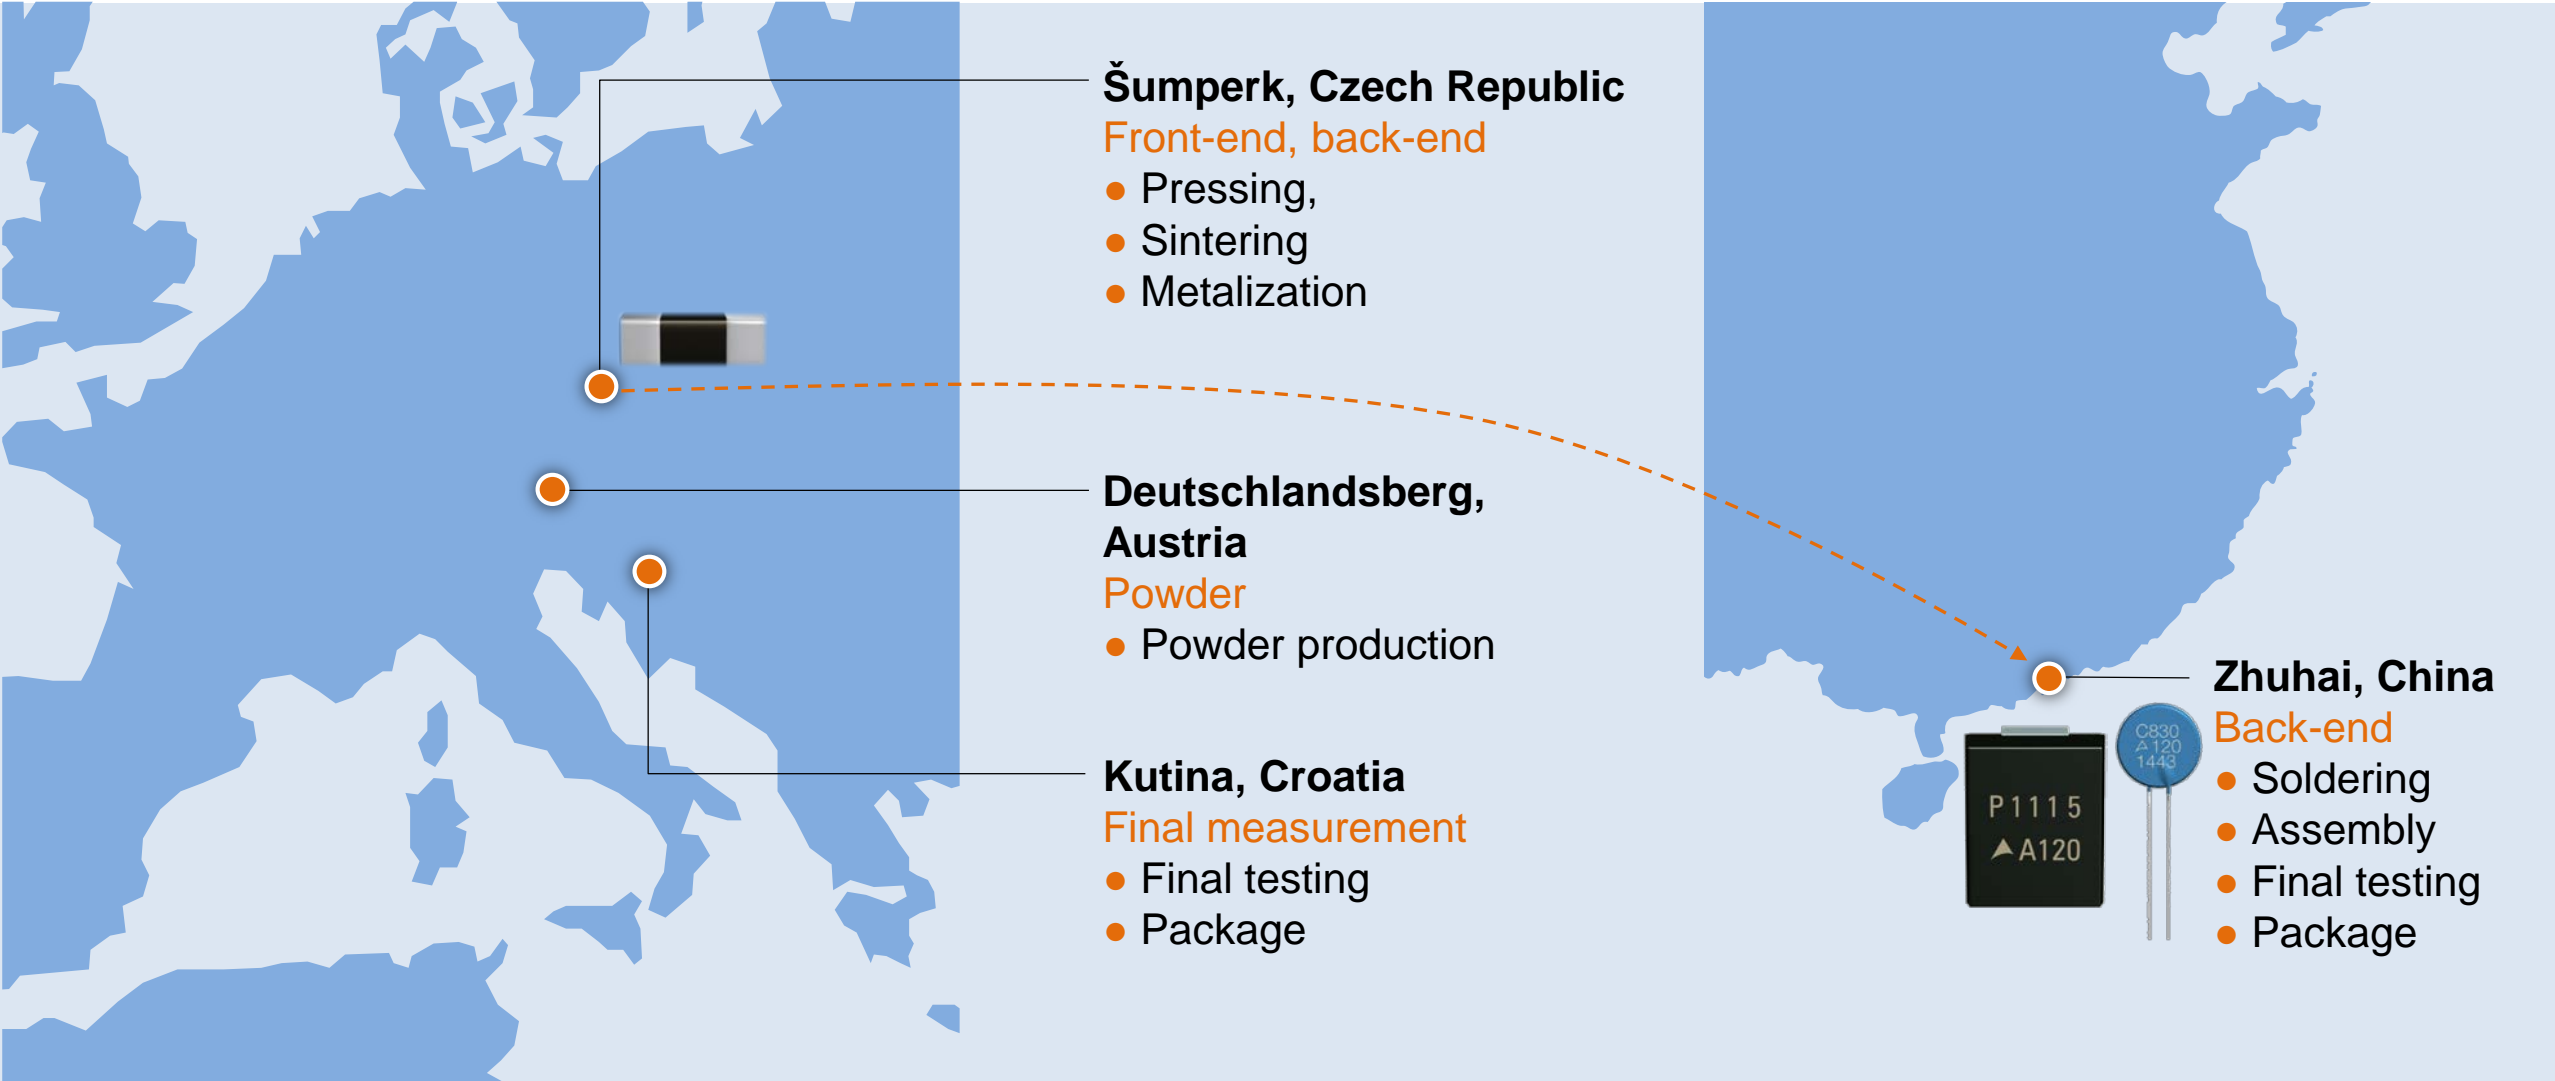 Šumperk, Czech Republic
Front-end, back-end
● Pressing,
● Sintering
● Metalization
Deutschlandsberg,
Austria
Powder
● Powder production
Kutina, Croatia
Final measurement
● Final testing
● Package
Zhuhai, China
Back-end
● Soldering
● Assembly
● Final testing
● Package
P1115
A120
C830
120
1443